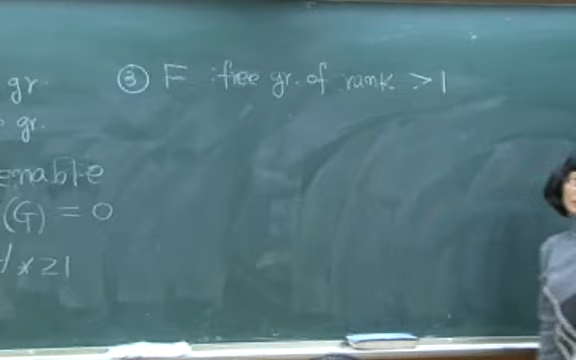 gr.
③ F : free gr. of rank > 1
gr.
enable
(G) = 0
∀ * ≥ 1